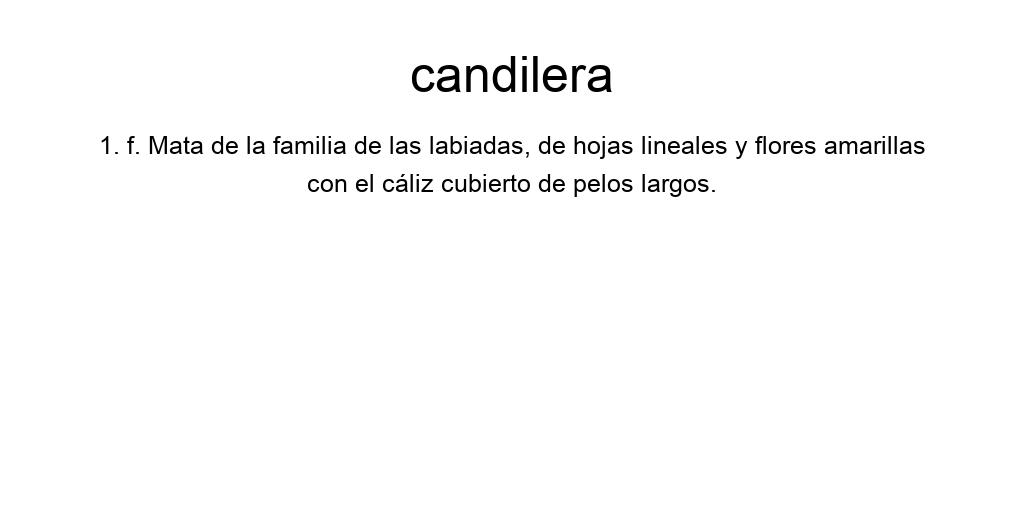 candilera
1. f. Mata de la familia de las labiadas, de hojas lineales y flores amarillas
con el cáliz cubierto de pelos largos.